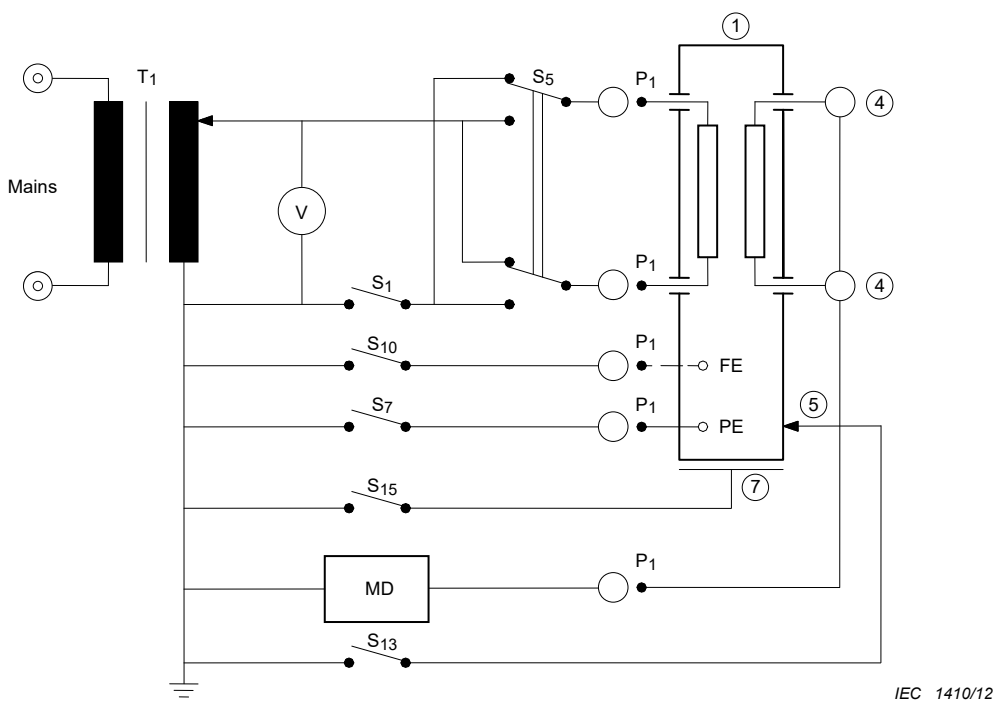 1
T1
S5
P1
4
Mains
V
P1
4
S1
S10
P1
FE
S7
P1
5
PE
S15
7
MD
P1
S13
IEC 1410/12